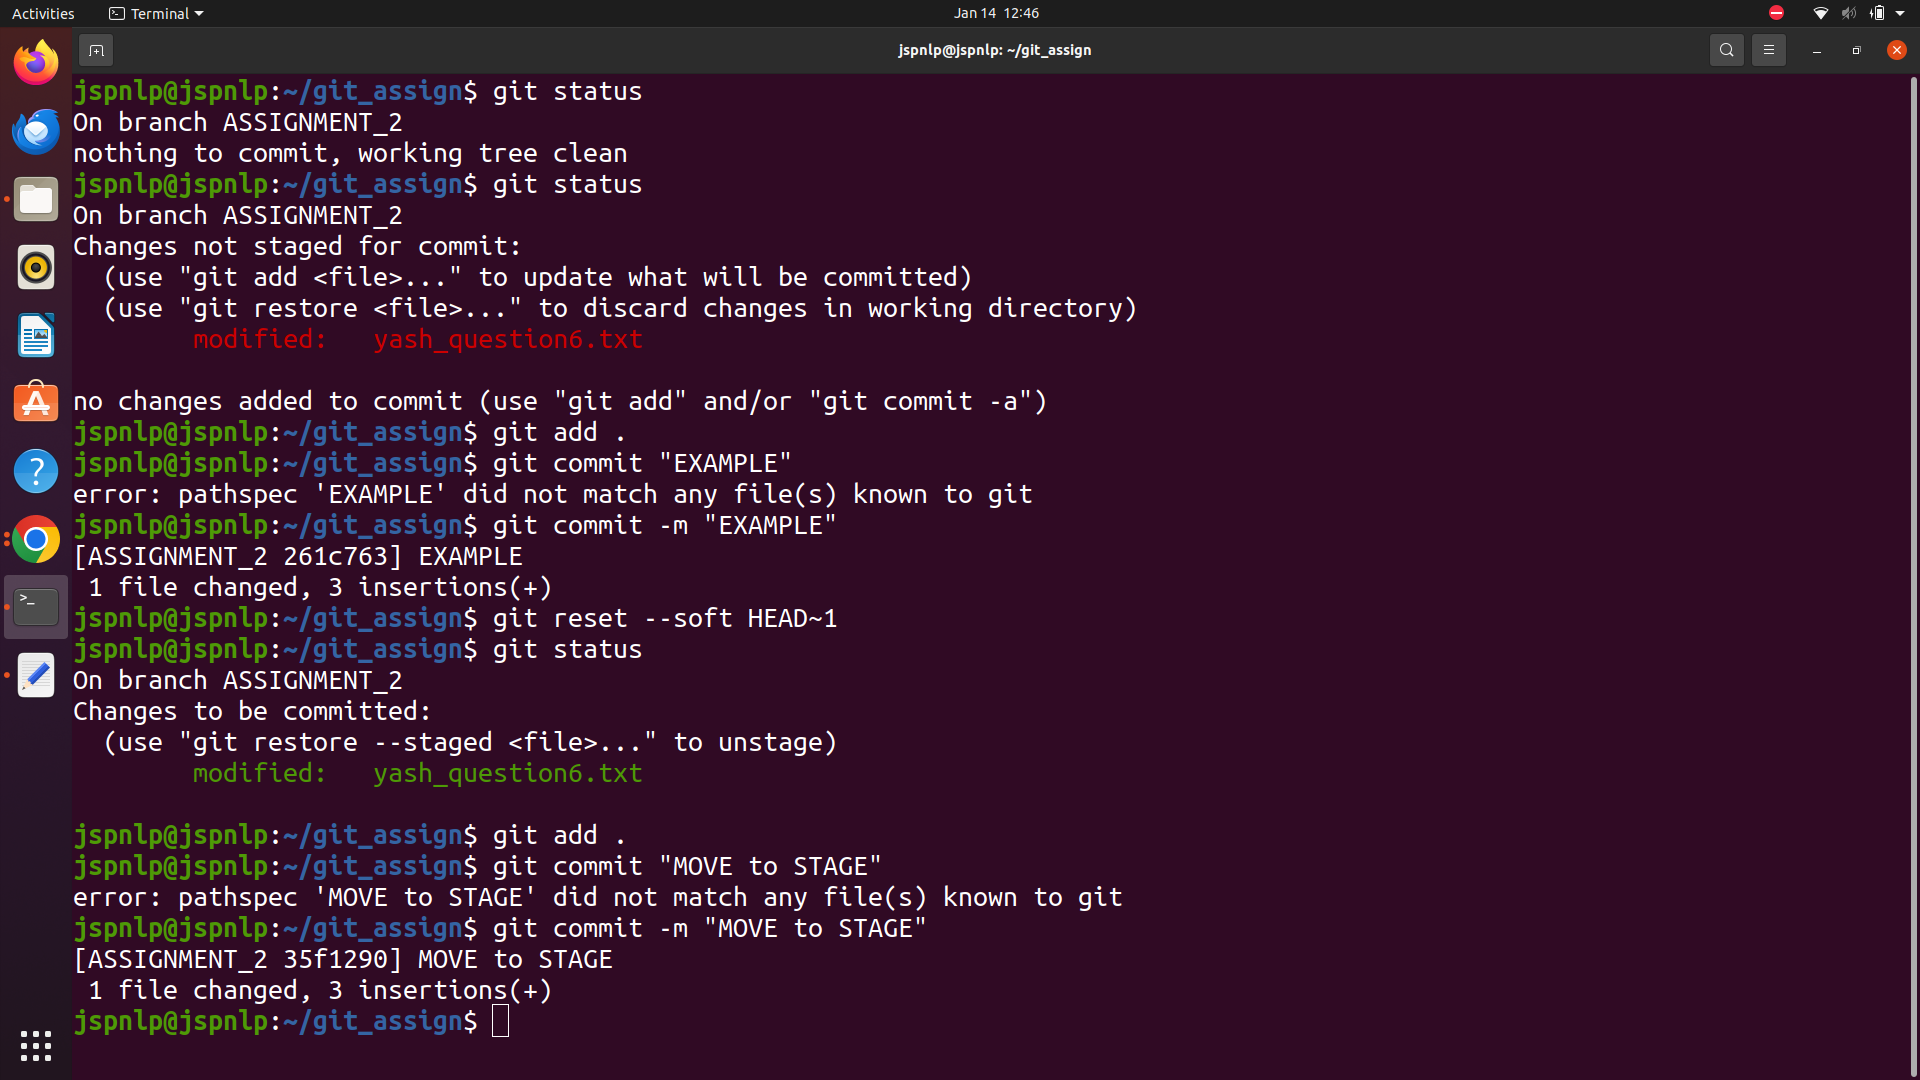 Activities
Terminal
Jan 14 12:46
jspnlp@jspnlp: ~/git_assign
jspnlp@jspnlp:~/git_assign$ git status
On branch ASSIGNMENT_2
nothing to commit, working tree clean
jspnlp@jspnlp:~/git_assign$ git status
On branch ASSIGNMENT_2
Changes not staged for commit:
  (use "git add <file>..." to update what will be committed)
  (use "git restore <file>..." to discard changes in working directory)
        modified:   yash_question6.txt
no changes added to commit (use "git add" and/or "git commit -a")
jspnlp@jspnlp:~/git_assign$ git add .
jspnlp@jspnlp:~/git_assign$ git commit "EXAMPLE"
error: pathspec 'EXAMPLE' did not match any file(s) known to git
jspnlp@jspnlp:~/git_assign$ git commit -m "EXAMPLE"
[ASSIGNMENT_2 261c763] EXAMPLE
 1 file changed, 3 insertions(+)
jspnlp@jspnlp:~/git_assign$ git reset --soft HEAD~1
jspnlp@jspnlp:~/git_assign$ git status
On branch ASSIGNMENT_2
Changes to be committed:
  (use "git restore --staged <file>..." to unstage)
        modified:   yash_question6.txt
jspnlp@jspnlp:~/git_assign$ git add .
jspnlp@jspnlp:~/git_assign$ git commit "MOVE to STAGE"
error: pathspec 'MOVE to STAGE' did not match any file(s) known to git
jspnlp@jspnlp:~/git_assign$ git commit -m "MOVE to STAGE"
[ASSIGNMENT_2 35f1290] MOVE to STAGE
 1 file changed, 3 insertions(+)
jspnlp@jspnlp:~/git_assign$